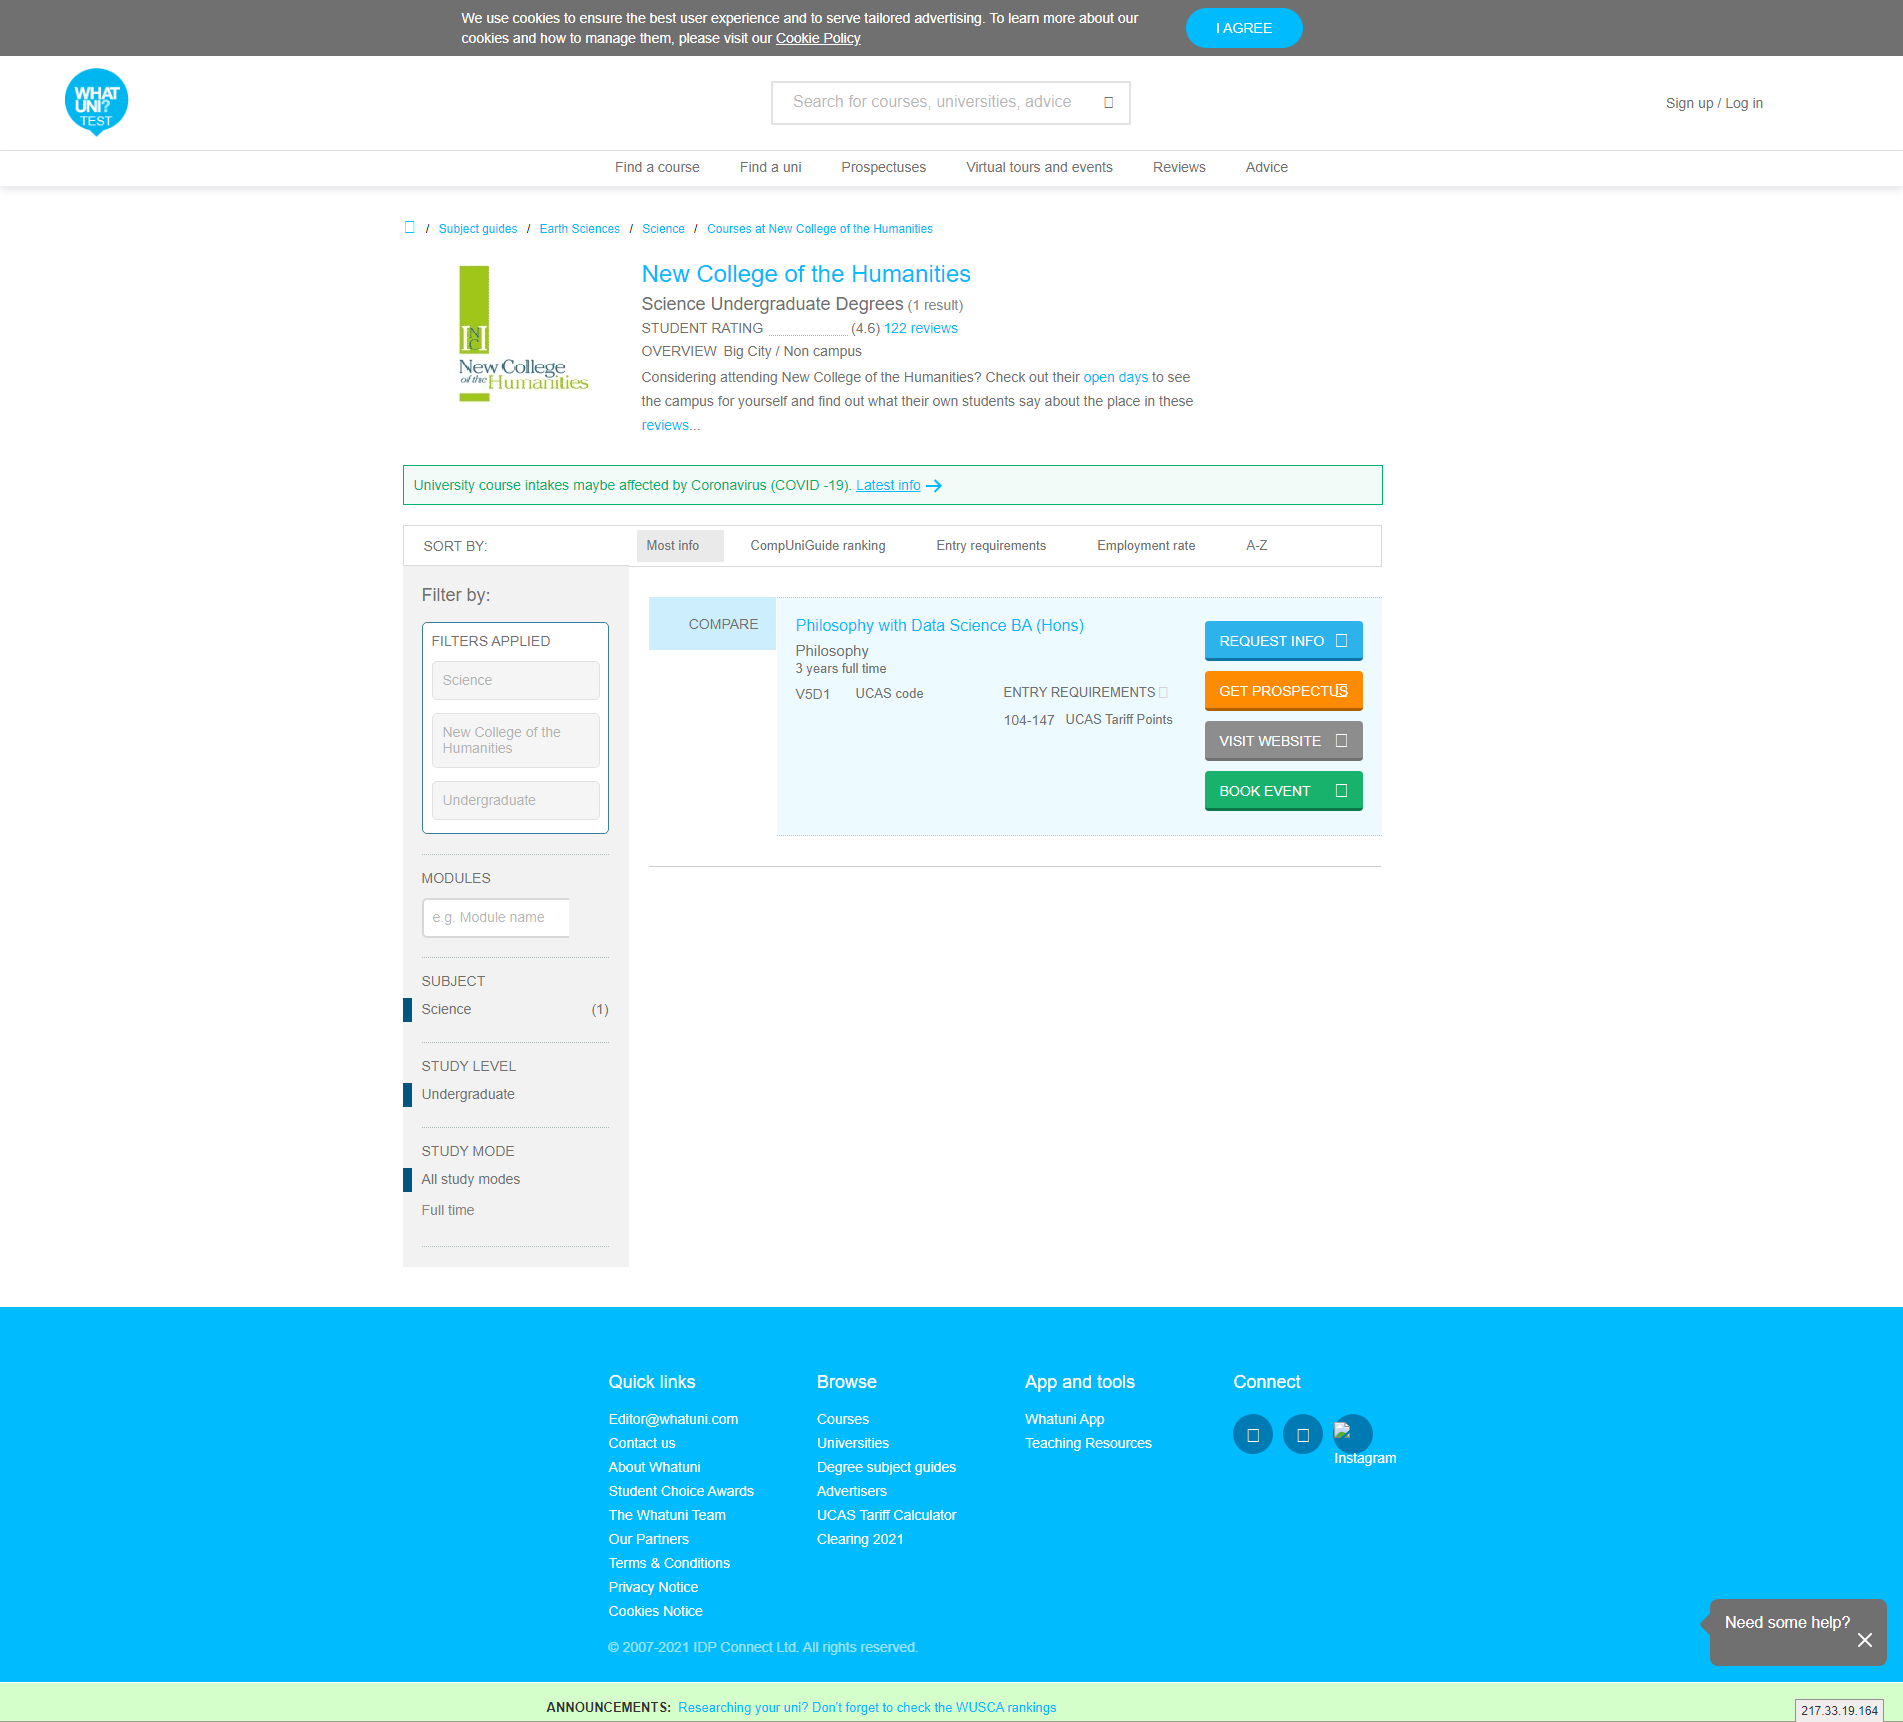 We use cookies to ensure the best user experience and to serve tailored advertising. To learn more about our
cookies and how to manage them, please visit our Cookie Policy
I AGREE
WHAT
UNI?
TEST
Search for courses, universities, advice
Sign up / Log in
Find a course
Find a uni
Prospectuses
Virtual tours and events
Reviews
Advice
/ Subject guides / Earth Sciences / Science / Courses at New College of the Humanities
NCH
New College
of the Humanities
New College of the Humanities
Science Undergraduate Degrees (1 result)
STUDENT RATING (4.6) 122 reviews
OVERVIEW Big City / Non campus
Considering attending New College of the Humanities? Check out their open days to see
the campus for yourself and find out what their own students say about the place in these
reviews...
University course intakes maybe affected by Coronavirus (COVID -19). Latest info →
SORT BY:
Most info
CompUniGuide ranking
Entry requirements
Employment rate
A-Z
Filter by:
FILTERS APPLIED
Science
New College of the
Humanities
Undergraduate
MODULES
e.g. Module name
SUBJECT
Science (1)
STUDY LEVEL
Undergraduate
STUDY MODE
All study modes
Full time
COMPARE
Philosophy with Data Science BA (Hons)
Philosophy
3 years full time
V5D1 UCAS code
ENTRY REQUIREMENTS
104-147 UCAS Tariff Points
REQUEST INFO
GET PROSPECTUS
VISIT WEBSITE
BOOK EVENT
Quick links
Editor@whatuni.com
Contact us
About Whatuni
Student Choice Awards
The Whatuni Team
Our Partners
Terms & Conditions
Privacy Notice
Cookies Notice
Browse
Courses
Universities
Degree subject guides
Advertisers
UCAS Tariff Calculator
Clearing 2021
App and tools
Whatuni App
Teaching Resources
Connect
Instagram
© 2007-2021 IDP Connect Ltd. All rights reserved.
Need some help?
ANNOUNCEMENTS: Researching your uni? Don't forget to check the WUSCA rankings
217.33.19.164